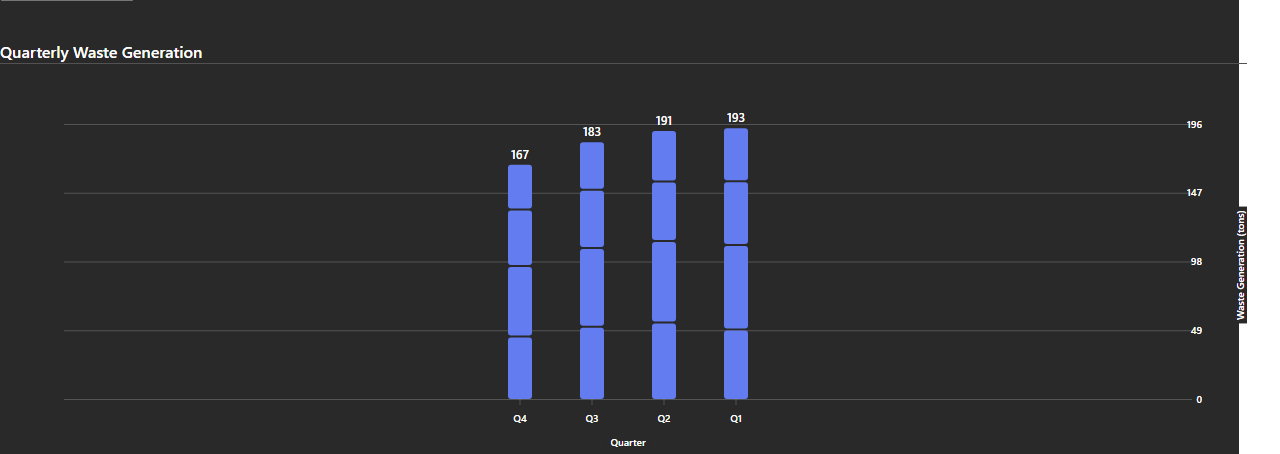 Quarterly Waste Generation
193
191
183
167
196
147
98
49
0
Waste Generation (tons)
Q4
Q3
Q2
Q1
Quarter